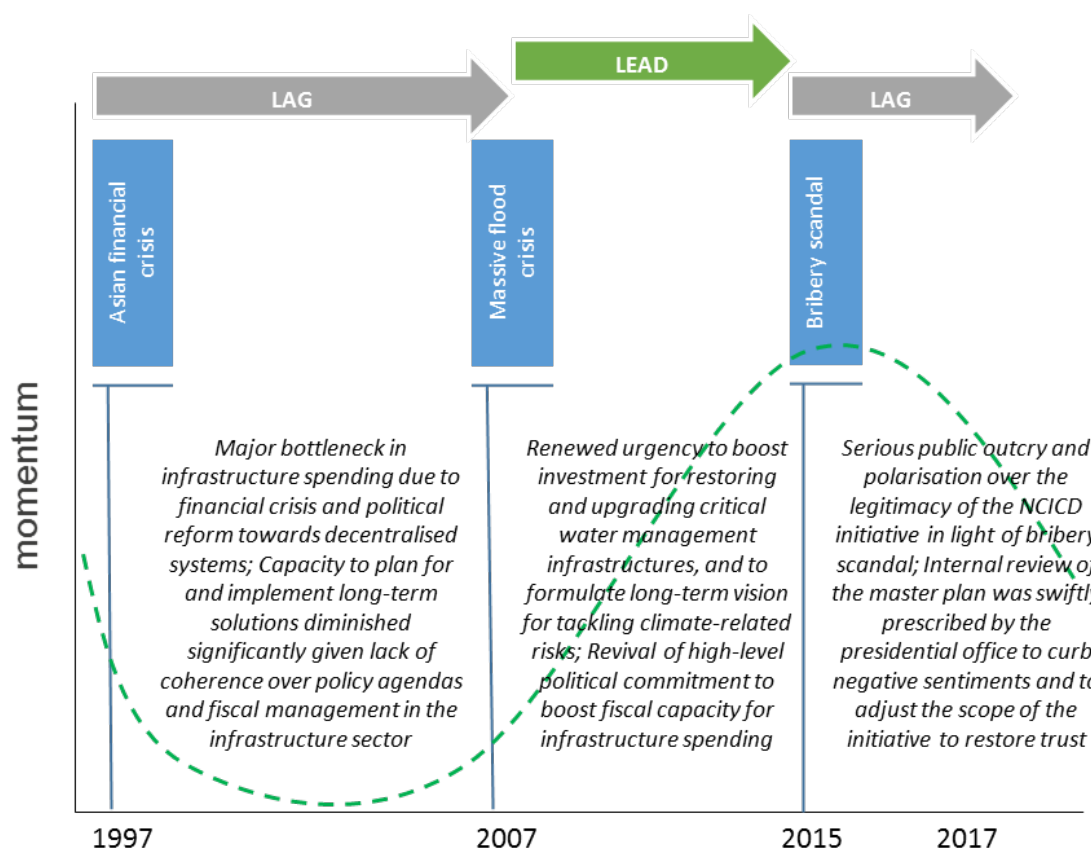 LEAD
LAG
LAG
Asian financial
crisis
Massive flood
crisis
Bribery scandal
momentum
Major bottleneck in
infrastructure spending due to
financial crisis and political
reform towards decentralised
systems; Capacity to plan for
and implement long-term
solutions diminished
significantly given lack of
coherence over policy agendas
and fiscal management in the
infrastructure sector
Renewed urgency to boost
investment for restoring
and upgrading critical
water management
infrastructures, and to
formulate long-term vision
for tackling climate-related
risks; Revival of high-level
political commitment to
boost fiscal capacity for
infrastructure spending
Serious public outcry and
polarisation over the
legitimacy of the NCICD
initiative in light of bribery
scandal; Internal review of
the master plan was swiftly
prescribed by the
presidential office to curb
negative sentiments and to
adjust the scope of the
initiative to restore trust
1997
2007
2015
2017